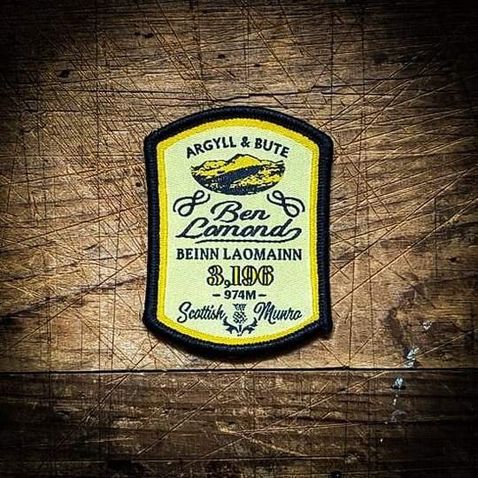 ARGYLL & BUTE
Ben
Lomond
BEINN LAOMAINN
3,196
- 974M -
Scottish Munro